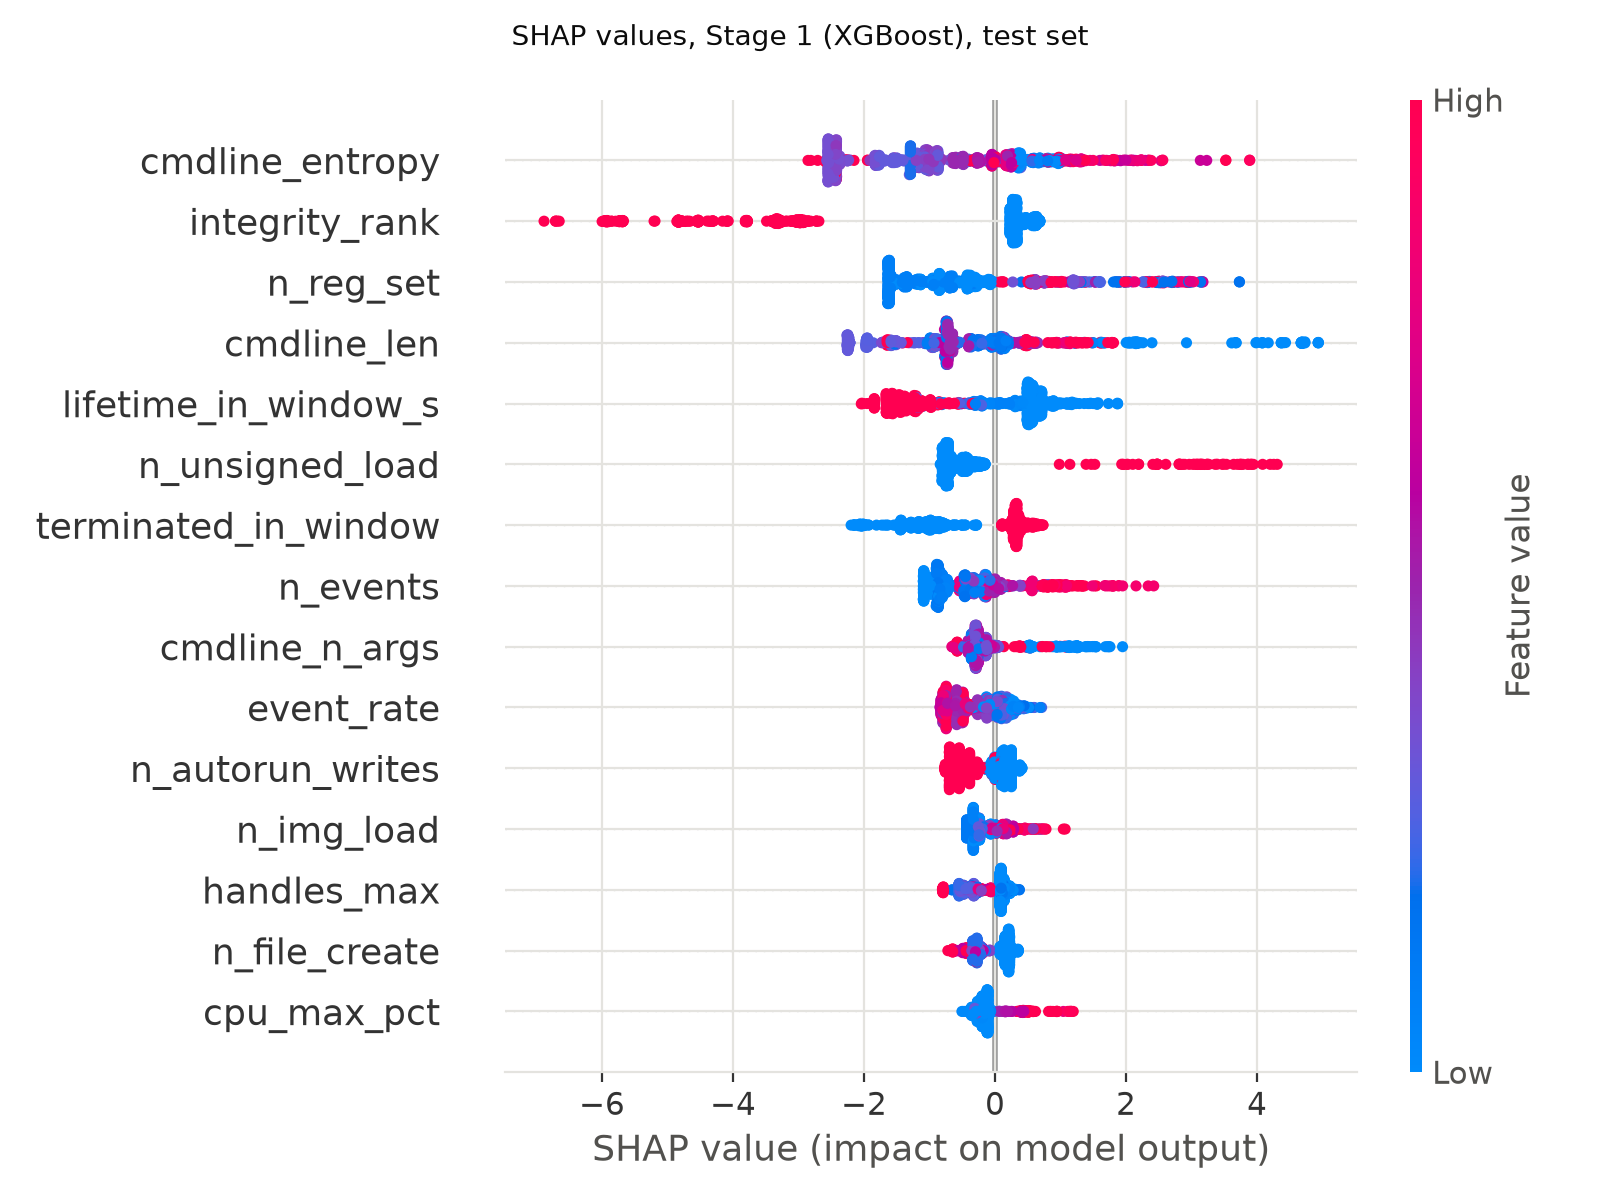 SHAP values, Stage 1 (XGBoost), test set
High
cmdline_entropy
integrity_rank
n_reg_set
cmdline_len
lifetime_in_window_s
n_unsigned_load
terminated_in_window
n_events
cmdline_n_args
event_rate
n_autorun_writes
n_img_load
handles_max
n_file_create
cpu_max_pct
Feature value
Low
−6 −4 −2 0 2 4
SHAP value (impact on model output)